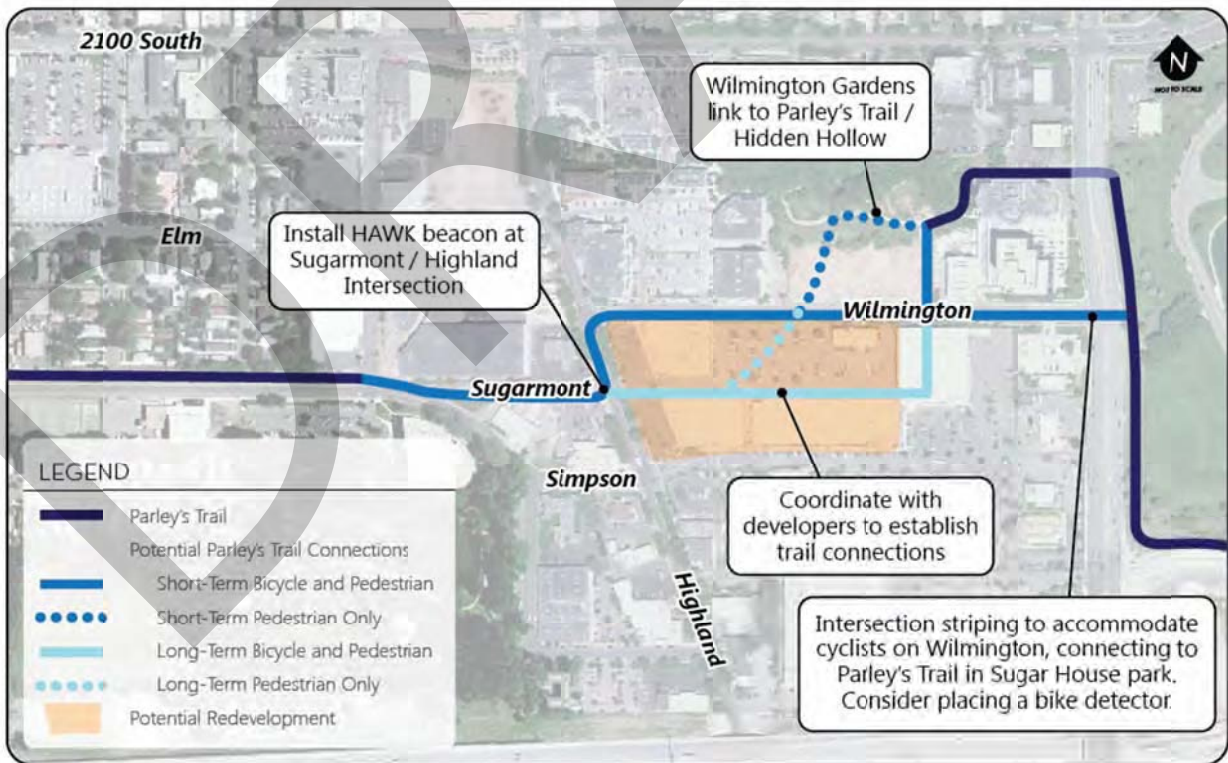 2100 South
N
NOT TO SCALE
Wilmington Gardens
link to Parley's Trail /
Hidden Hollow
Install HAWK beacon at
Sugarmont / Highland
Intersection
Elm
Wilmington
Sugarmont
Simpson
Highland
Coordinate with
developers to establish
trail connections
Intersection striping to accommodate
cyclists on Wilmington, connecting to
Parley's Trail in Sugar House park.
Consider placing a bike detector.
LEGEND
Parley's Trail
Potential Parley's Trail Connections
Short-Term Bicycle and Pedestrian
Short-Term Pedestrian Only
Long-Term Bicycle and Pedestrian
Long-Term Pedestrian Only
Potential Redevelopment